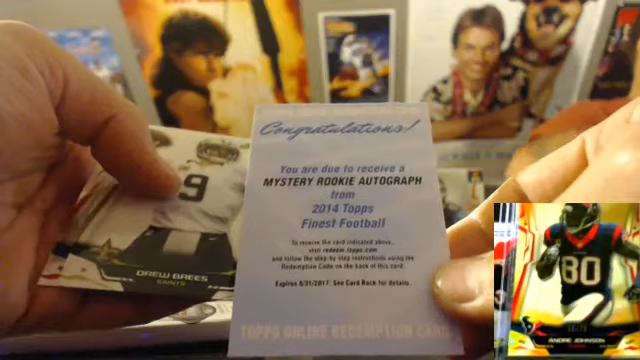 Congratulations!
You are due to receive a
MYSTERY ROOKIE AUTOGRAPH
from
2014 Topps
Finest Football
To receive the card indicated above,
visit redeem.topps.com
and follow the step-by-step instructions using the
Redemption Code on the back of this card.
Expires 8/31/2017. See Card Back for details.
TOPPS ONLINE REDEMPTION CARD
9
DREW BREES
SAINTS
80
ANDRE JOHNSON